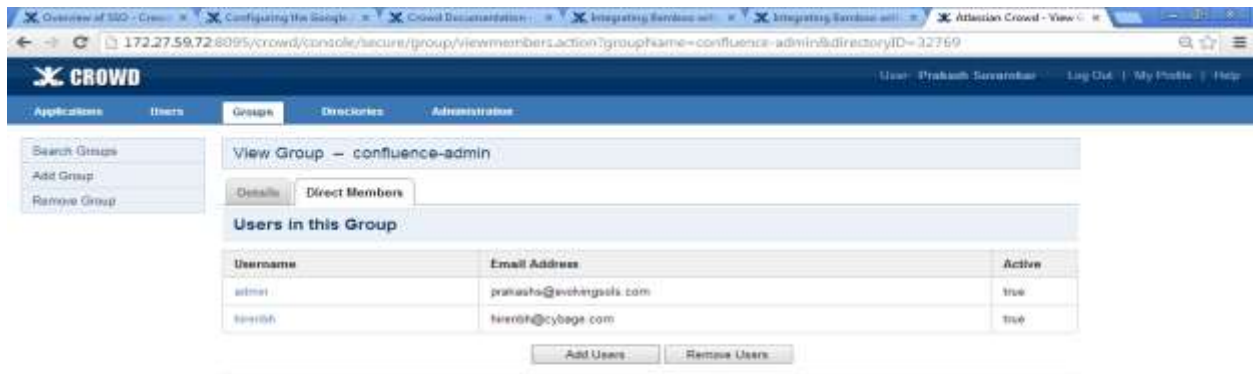 Overview of SSO - Crowd
Configuring the Google
Crowd Documentation
Integrating Bamboo with
Integrating Bamboo with
Atlassian Crowd - View G
172.27.59.72:8095/crowd/console/secure/group/viewmembers.action?groupName=confluence-admin&directoryID=32769
CROWD
User: Prakash Log Out | My Profile | Help
Applications Users Groups Directories Administration
Search Groups
Add Group
Remove Group
View Group – confluence-admin
Details Direct Members
Users in this Group
Username Email Address Active
admin prakashs@evolvingsols.com true
hirenbh hirenbh@cybage.com true
Add Users Remove Users